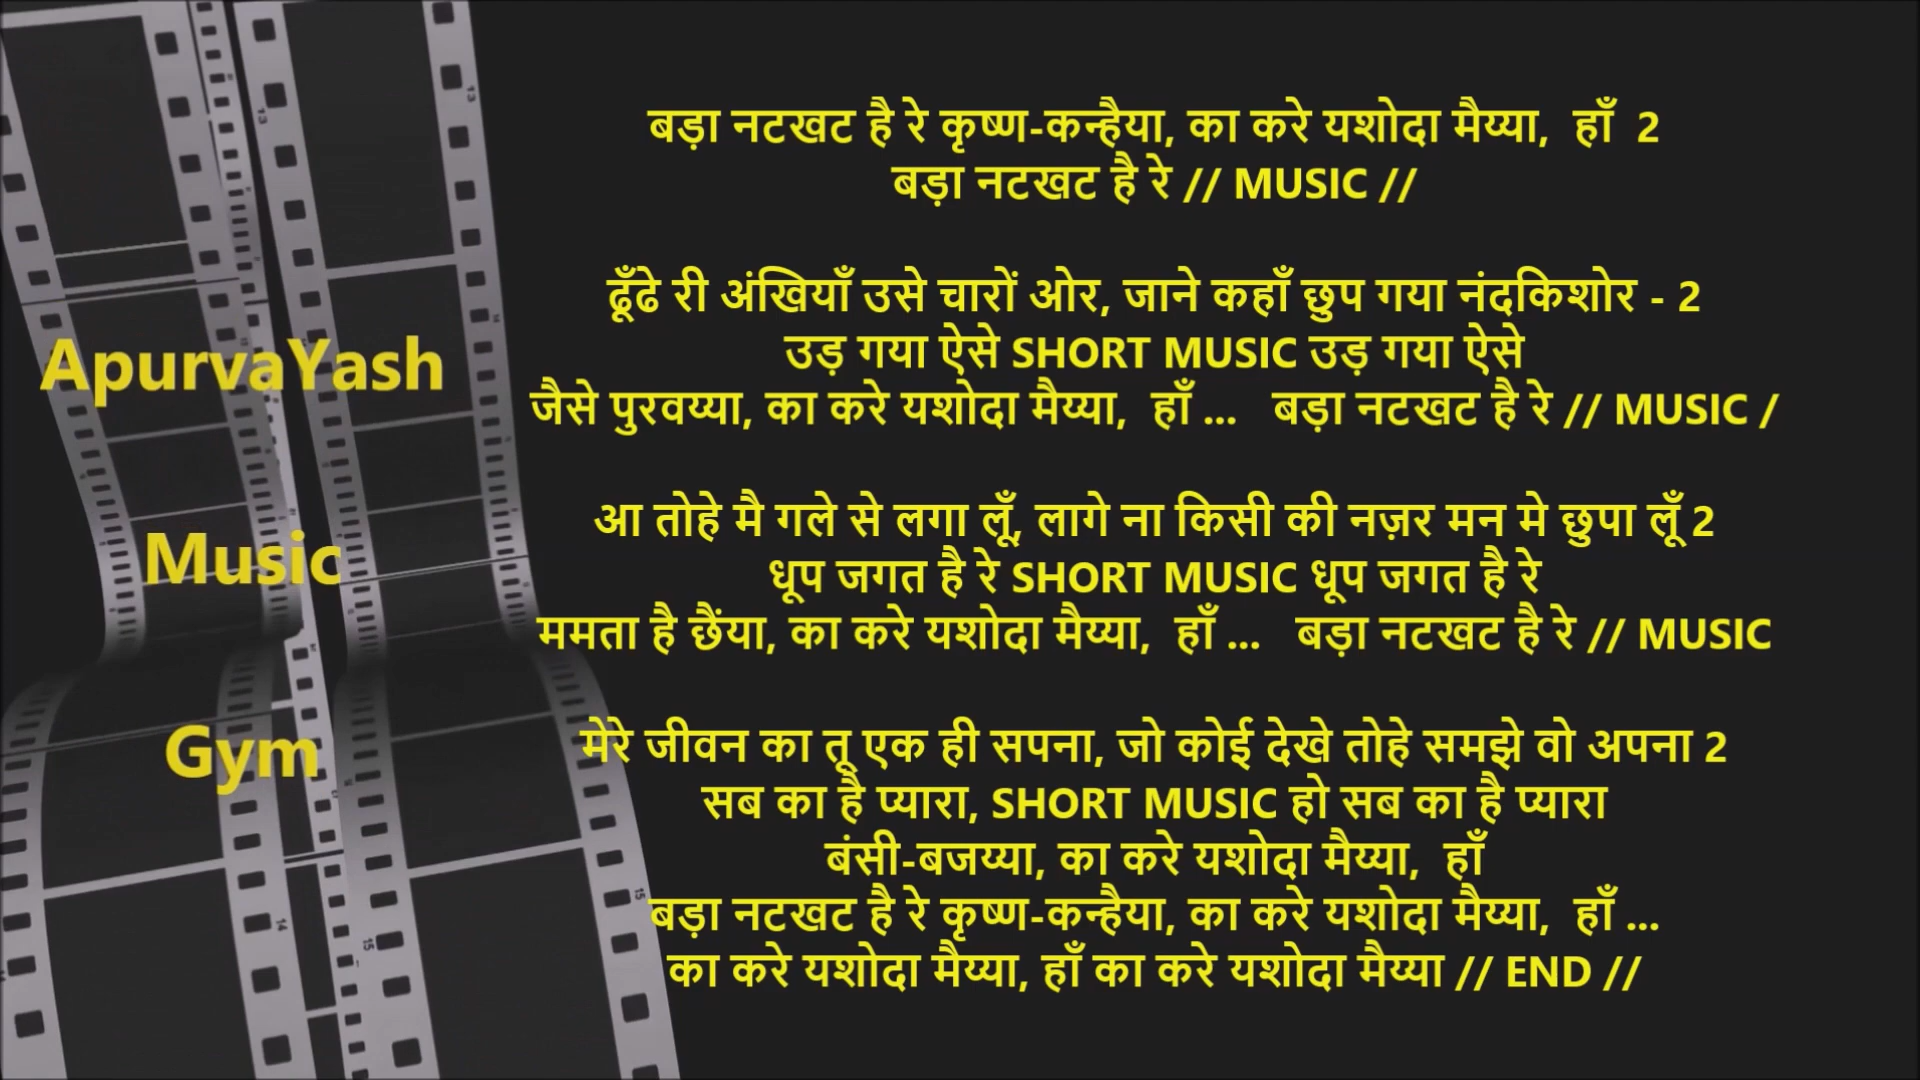 ApurvaYash
Music
Gym
बड़ा नटखट है रे कृष्ण-कन्हैया, का करे यशोदा मैय्या,  हाँ  2
बड़ा नटखट है रे // MUSIC //
ढूँढे री अंखियाँ उसे चारों ओर, जाने कहाँ छुप गया नंदकिशोर - 2
उड़ गया ऐसे SHORT MUSIC उड़ गया ऐसे
जैसे पुरवय्या, का करे यशोदा मैय्या,  हाँ ...   बड़ा नटखट है रे // MUSIC /
आ तोहे मै गले से लगा लूँ, लागे ना किसी की नज़र मन मे छुपा लूँ 2
धूप जगत है रे SHORT MUSIC धूप जगत है रे
ममता है छैंया, का करे यशोदा मैय्या,  हाँ ...   बड़ा नटखट है रे // MUSIC
मेरे जीवन का तू एक ही सपना, जो कोई देखे तोहे समझे वो अपना 2
सब का है प्यारा, SHORT MUSIC हो सब का है प्यारा
बंसी-बजय्या, का करे यशोदा मैय्या,  हाँ
बड़ा नटखट है रे कृष्ण-कन्हैया, का करे यशोदा मैय्या,  हाँ ...
का करे यशोदा मैय्या, हाँ का करे यशोदा मैय्या // END //